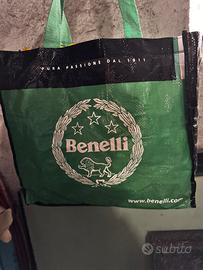 PURA PASSIONE DAL 1911
Benelli
www.benelli.com
subito